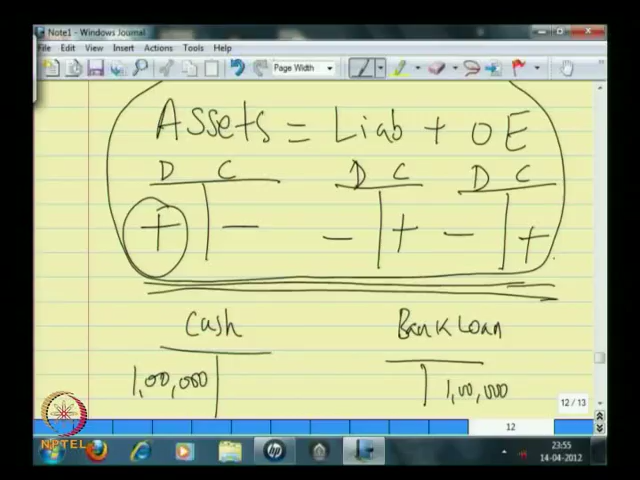 Note1 - Windows Journal
File Edit View Insert Actions Tools Help
Page Width
Assets = Liab + OE
D C D C D C
+ - - + - +
Cash Bank Loan
1,00,000 1,00,000
12/13
NPTEL
12
hp
23:55
14-04-2012